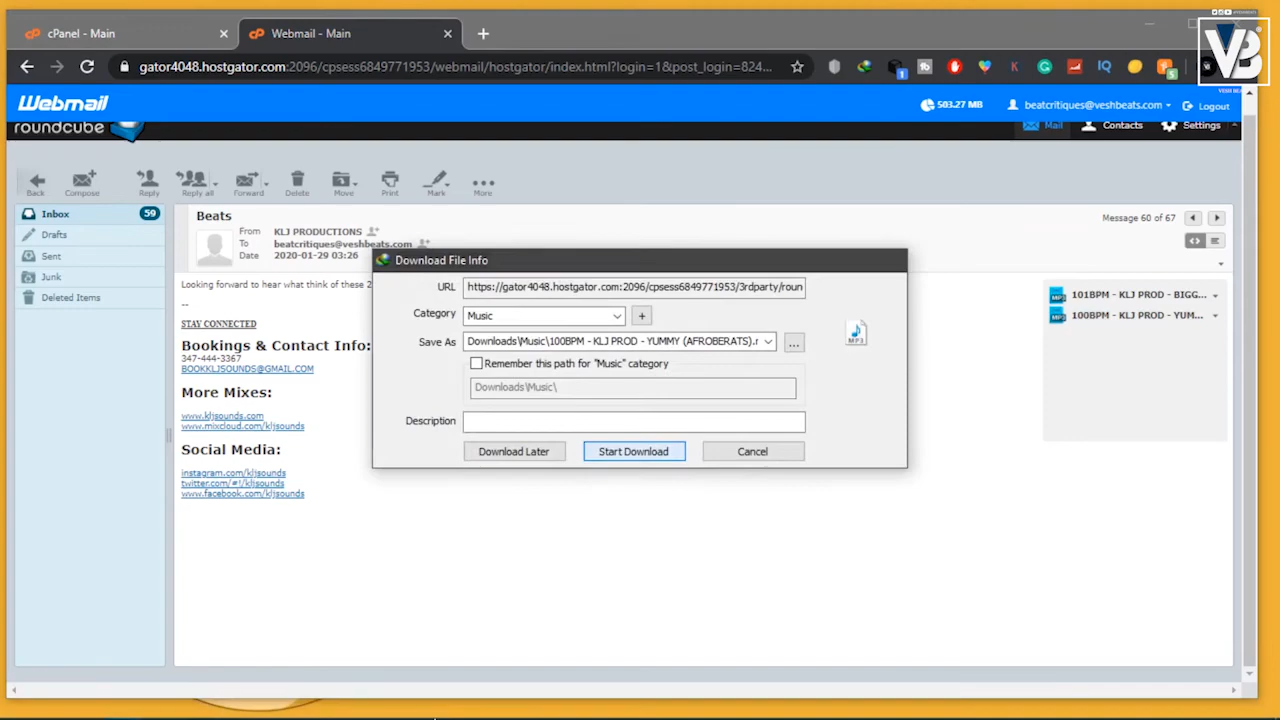 cPanel - Main
Webmail - Main
gator4048.hostgator.com:2096/cpsess6849771953/webmail/hostgator/index.html?login=1&post_login=824...
Webmail
503.27 MB
beatcritiques@veshbeats.com
Logout
roundcube
Mail
Contacts
Settings
Back
Compose
Reply
Reply all
Forward
Delete
Move
Print
Mark
More
Inbox
59
Drafts
Sent
Junk
Deleted Items
Beats
Message 60 of 67
From KLJ PRODUCTIONS
To beatcritiques@veshbeats.com
Date 2020-01-29 03:26
Looking forward to hear what think of these 2
--
STAY CONNECTED
Bookings & Contact Info:
347-444-3367
BOOKKLJSOUNDS@GMAIL.COM
More Mixes:
www.kljsounds.com
www.mixcloud.com/kljsounds
Social Media:
instagram.com/kljsounds
twitter.com/#!/kljsounds
www.facebook.com/kljsounds
Download File Info
URL https://gator4048.hostgator.com:2096/cpsess6849771953/3rdparty/roun
Category Music
+
Save As Downloads\Music\100BPM - KLJ PROD - YUMMY (AFROBERATS).r
...
MP3
Remember this path for "Music" category
Downloads\Music\
Description
Download Later
Start Download
Cancel
101BPM - KLJ PROD - BIGG...
100BPM - KLJ PROD - YUM...
VB